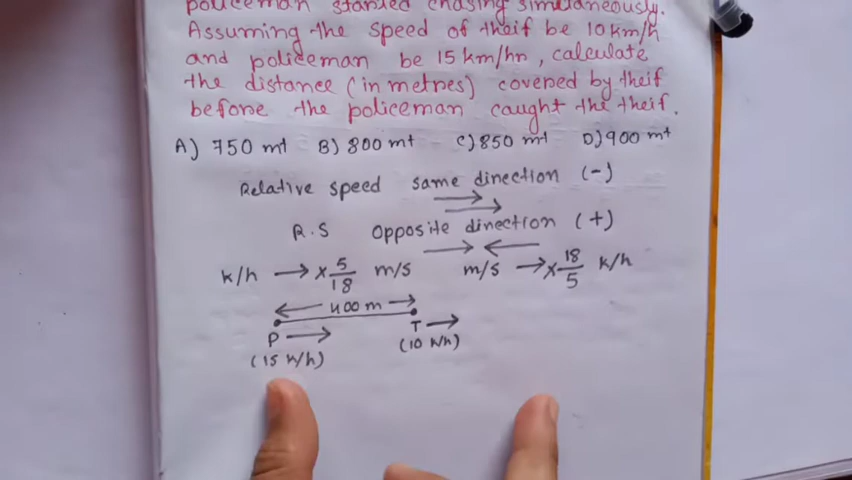 policeman started chasing simultaneously.
Assuming the speed of theif be 10 km/h
and policeman be 15 km/hr, calculate
the distance (in metres) covered by theif
before the policeman caught the theif.
A) 750 mt B) 800 mt C) 850 mt D) 900 mt
Relative speed same direction (-)
R.S opposite direction (+)
k/h → × 5/18 m/s m/s → × 18/5 k/h
400 m
P T
(15 k/h) (10 k/h)